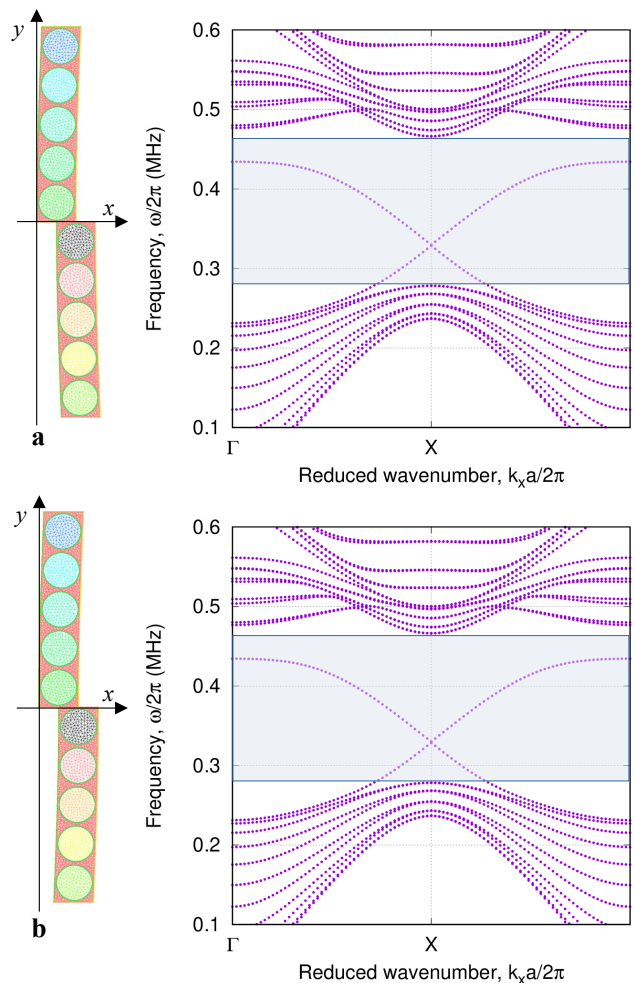 y
x
a
0.6
0.5
0.4
0.3
0.2
0.1
Frequency, ω/2π (MHz)
Γ X
Reduced wavenumber, kₓa/2π
y
x
b
0.6
0.5
0.4
0.3
0.2
0.1
Frequency, ω/2π (MHz)
Γ X
Reduced wavenumber, kₓa/2π